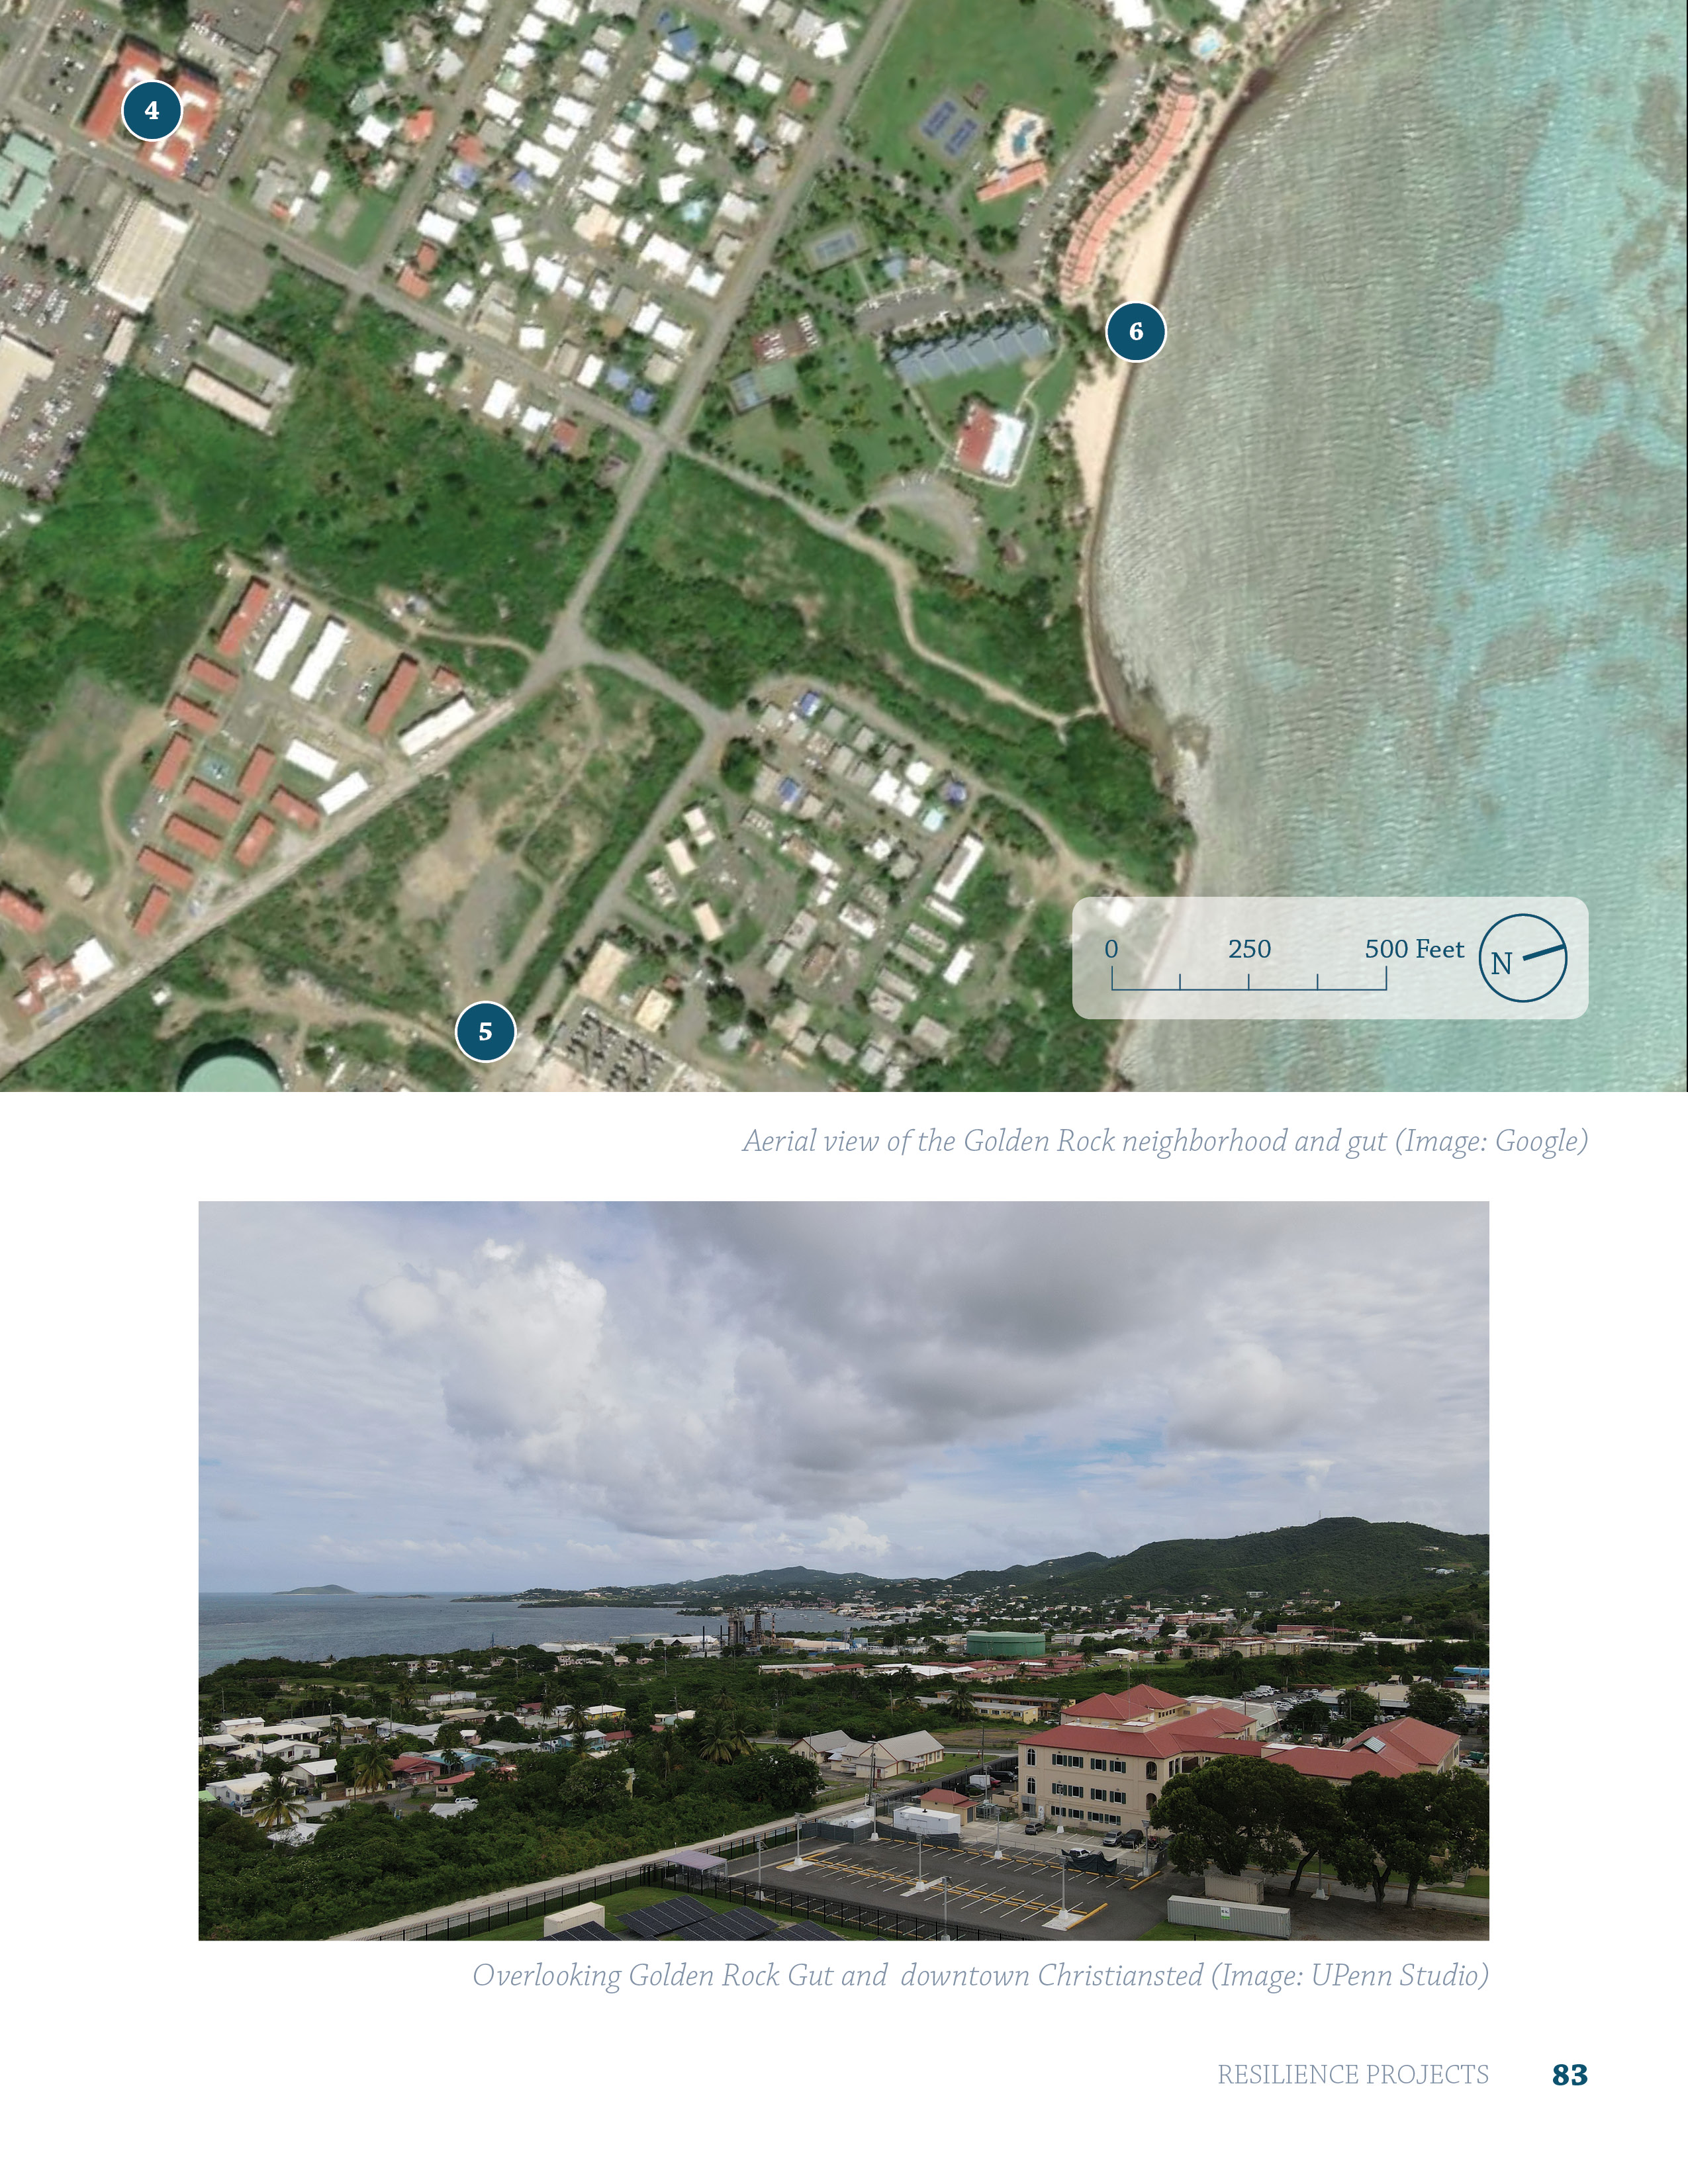 4
6
5
0 250 500 Feet N
Aerial view of the Golden Rock neighborhood and gut (Image: Google)
Overlooking Golden Rock Gut and downtown Christiansted (Image: UPenn Studio)
RESILIENCE PROJECTS 83